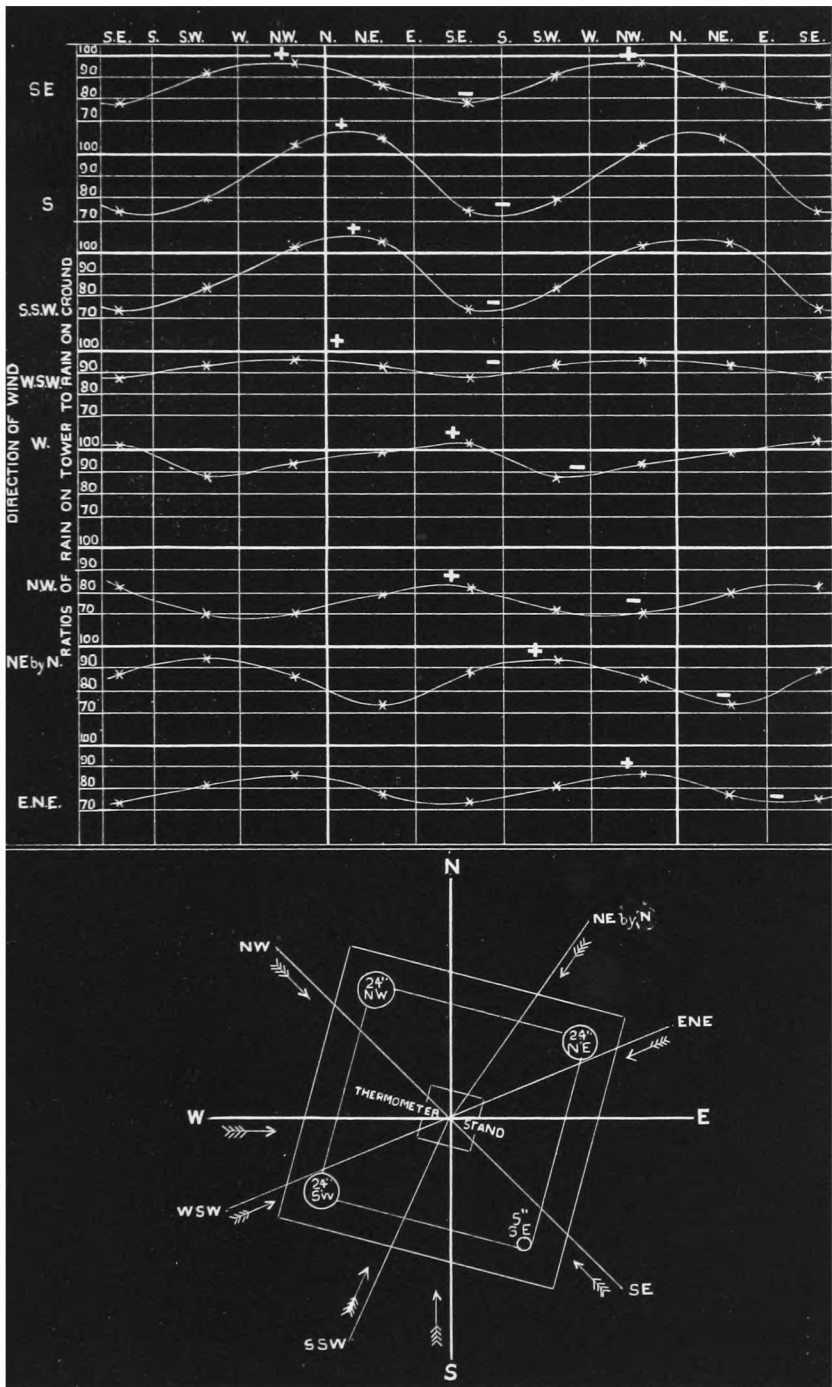 S.E. S. S.W. W. N.W. N. N.E. E. S.E. S. S.W. W. NW. N. NE. E. SE.
DIRECTION OF WIND
RATIOS OF RAIN ON TOWER TO RAIN ON GROUND
SE
100
90
80
70
S
100
90
80
70
S.S.W.
100
90
80
70
W.S.W.
100
90
80
70
W.
100
90
80
70
N.W.
100
90
80
70
NE by N.
100
90
80
70
E.N.E.
100
90
80
70
N
NE by N
NW
24" NW
ENE
24" NE
THERMOMETER STAND
W
E
24" SW
WSW
5" SE
SE
SSW
S